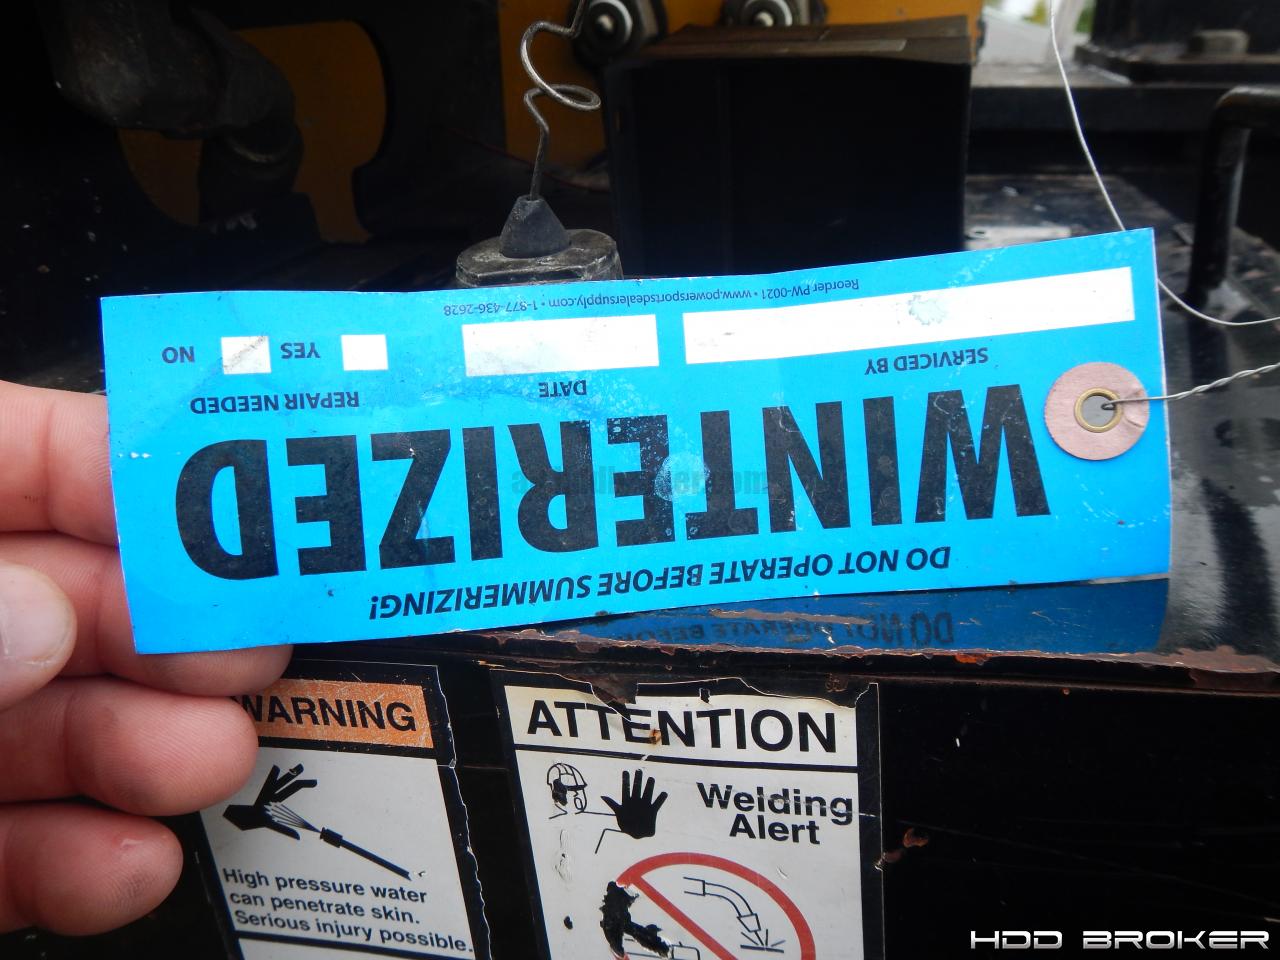 DO NOT OPERATE BEFORE SUMMERIZING!
WINTERIZED
SERVICED BY
DATE
REPAIR NEEDED
YES
NO
Reorder PW-0021 • www.powersportsdealersupply.com • 1-877-436-2628
WARNING
High pressure water
can penetrate skin.
Serious injury possible.
ATTENTION
Welding
Alert
HDD BROKER